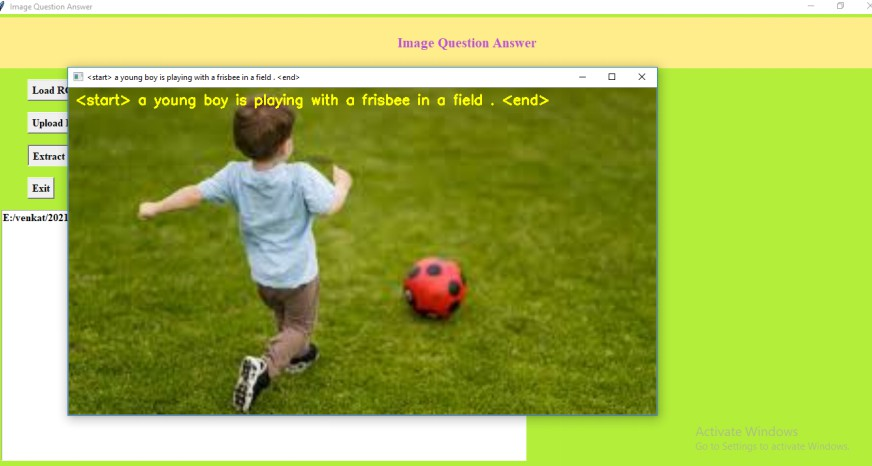 Image Question Answer
Image Question Answer
<start> a young boy is playing with a frisbee in a field . <end>
<start> a young boy is playing with a frisbee in a field . <end>
Load
Upload
Extract
Exit
E:/venkat/2021
Activate Windows
Go to Settings to activate Windows.